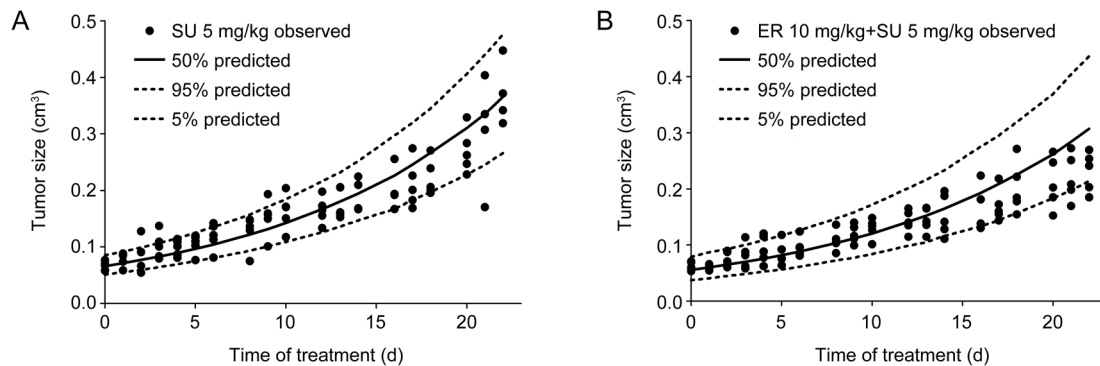 A
SU 5 mg/kg observed
50% predicted
95% predicted
5% predicted
Tumor size (cm³)
0.5
0.4
0.3
0.2
0.1
0.0
0 5 10 15 20
Time of treatment (d)
B
ER 10 mg/kg+SU 5 mg/kg observed
50% predicted
95% predicted
5% predicted
Tumor size (cm³)
0.5
0.4
0.3
0.2
0.1
0.0
0 5 10 15 20
Time of treatment (d)